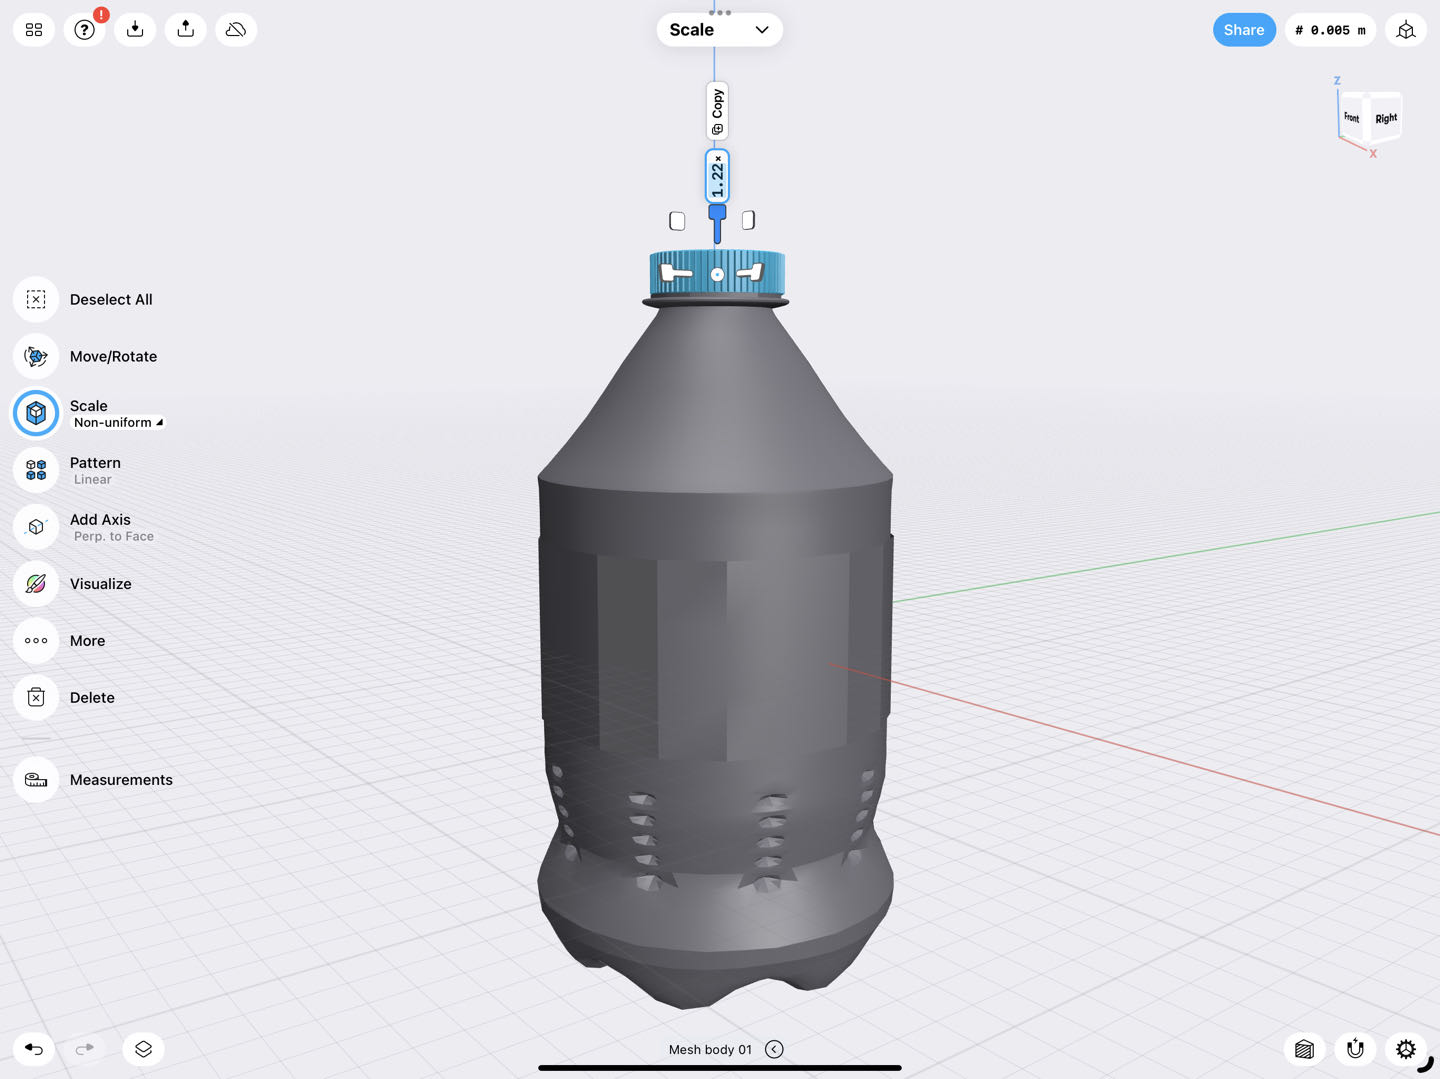 Scale
Share
# 0.005 m
!
?
Copy
1.22×
Z
Front
Right
X
Deselect All
Move/Rotate
Scale
Non-uniform
Pattern
Linear
Add Axis
Perp. to Face
Visualize
More
Delete
Measurements
Mesh body 01